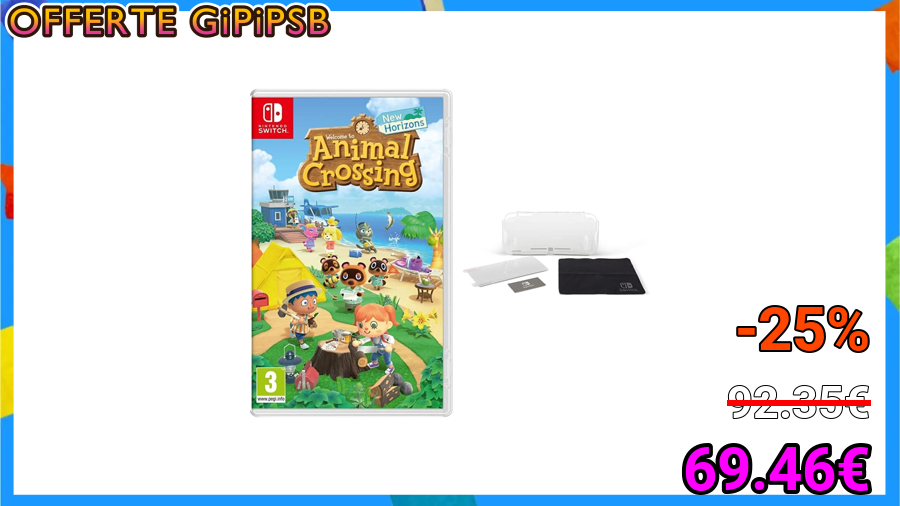 OFFERTE GiPiPSB
NINTENDO
SWITCH
New
Horizons
Welcome to
Animal
Crossing
3
www.pegi.info
SWITCH
-25%
92.35€
69.46€